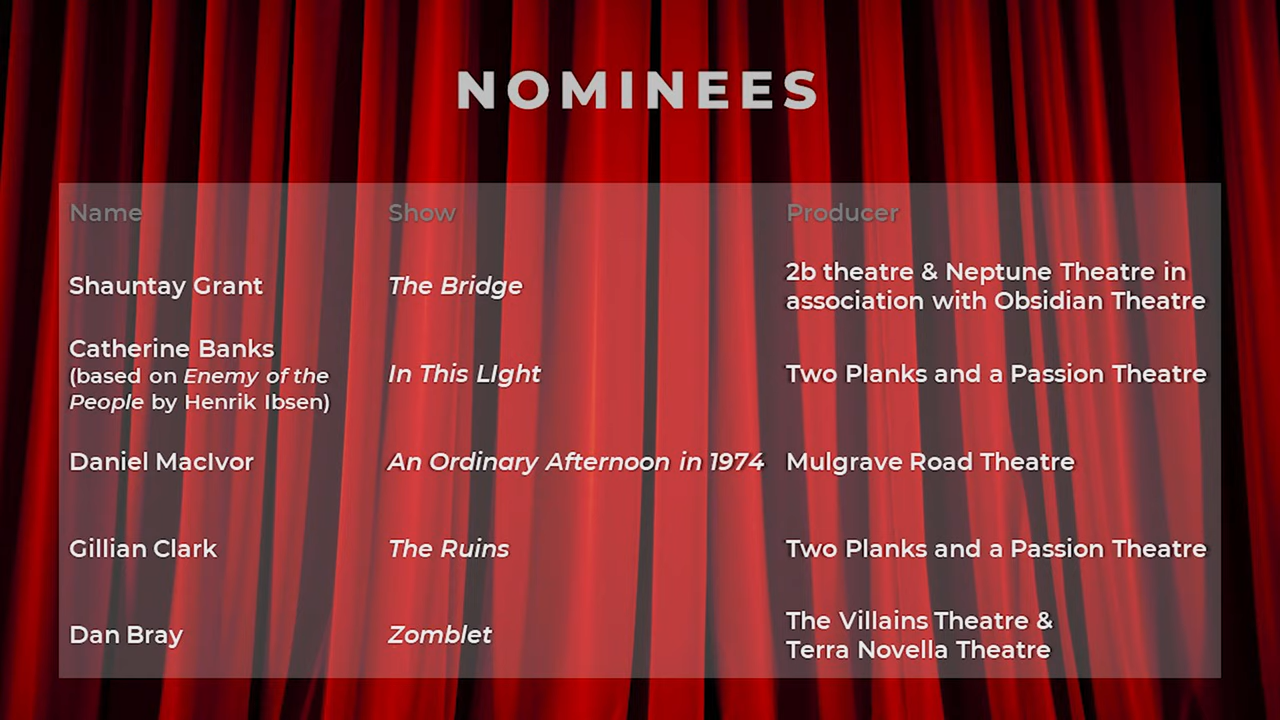 NOMINEES
Name Show Producer
Shauntay Grant The Bridge 2b theatre & Neptune Theatre in
association with Obsidian Theatre
Catherine Banks
(based on Enemy of the
People by Henrik Ibsen)
In This LIght
Two Planks and a Passion Theatre
Daniel MacIvor An Ordinary Afternoon in 1974 Mulgrave Road Theatre
Gillian Clark The Ruins Two Planks and a Passion Theatre
Dan Bray Zomblet The Villains Theatre &
Terra Novella Theatre